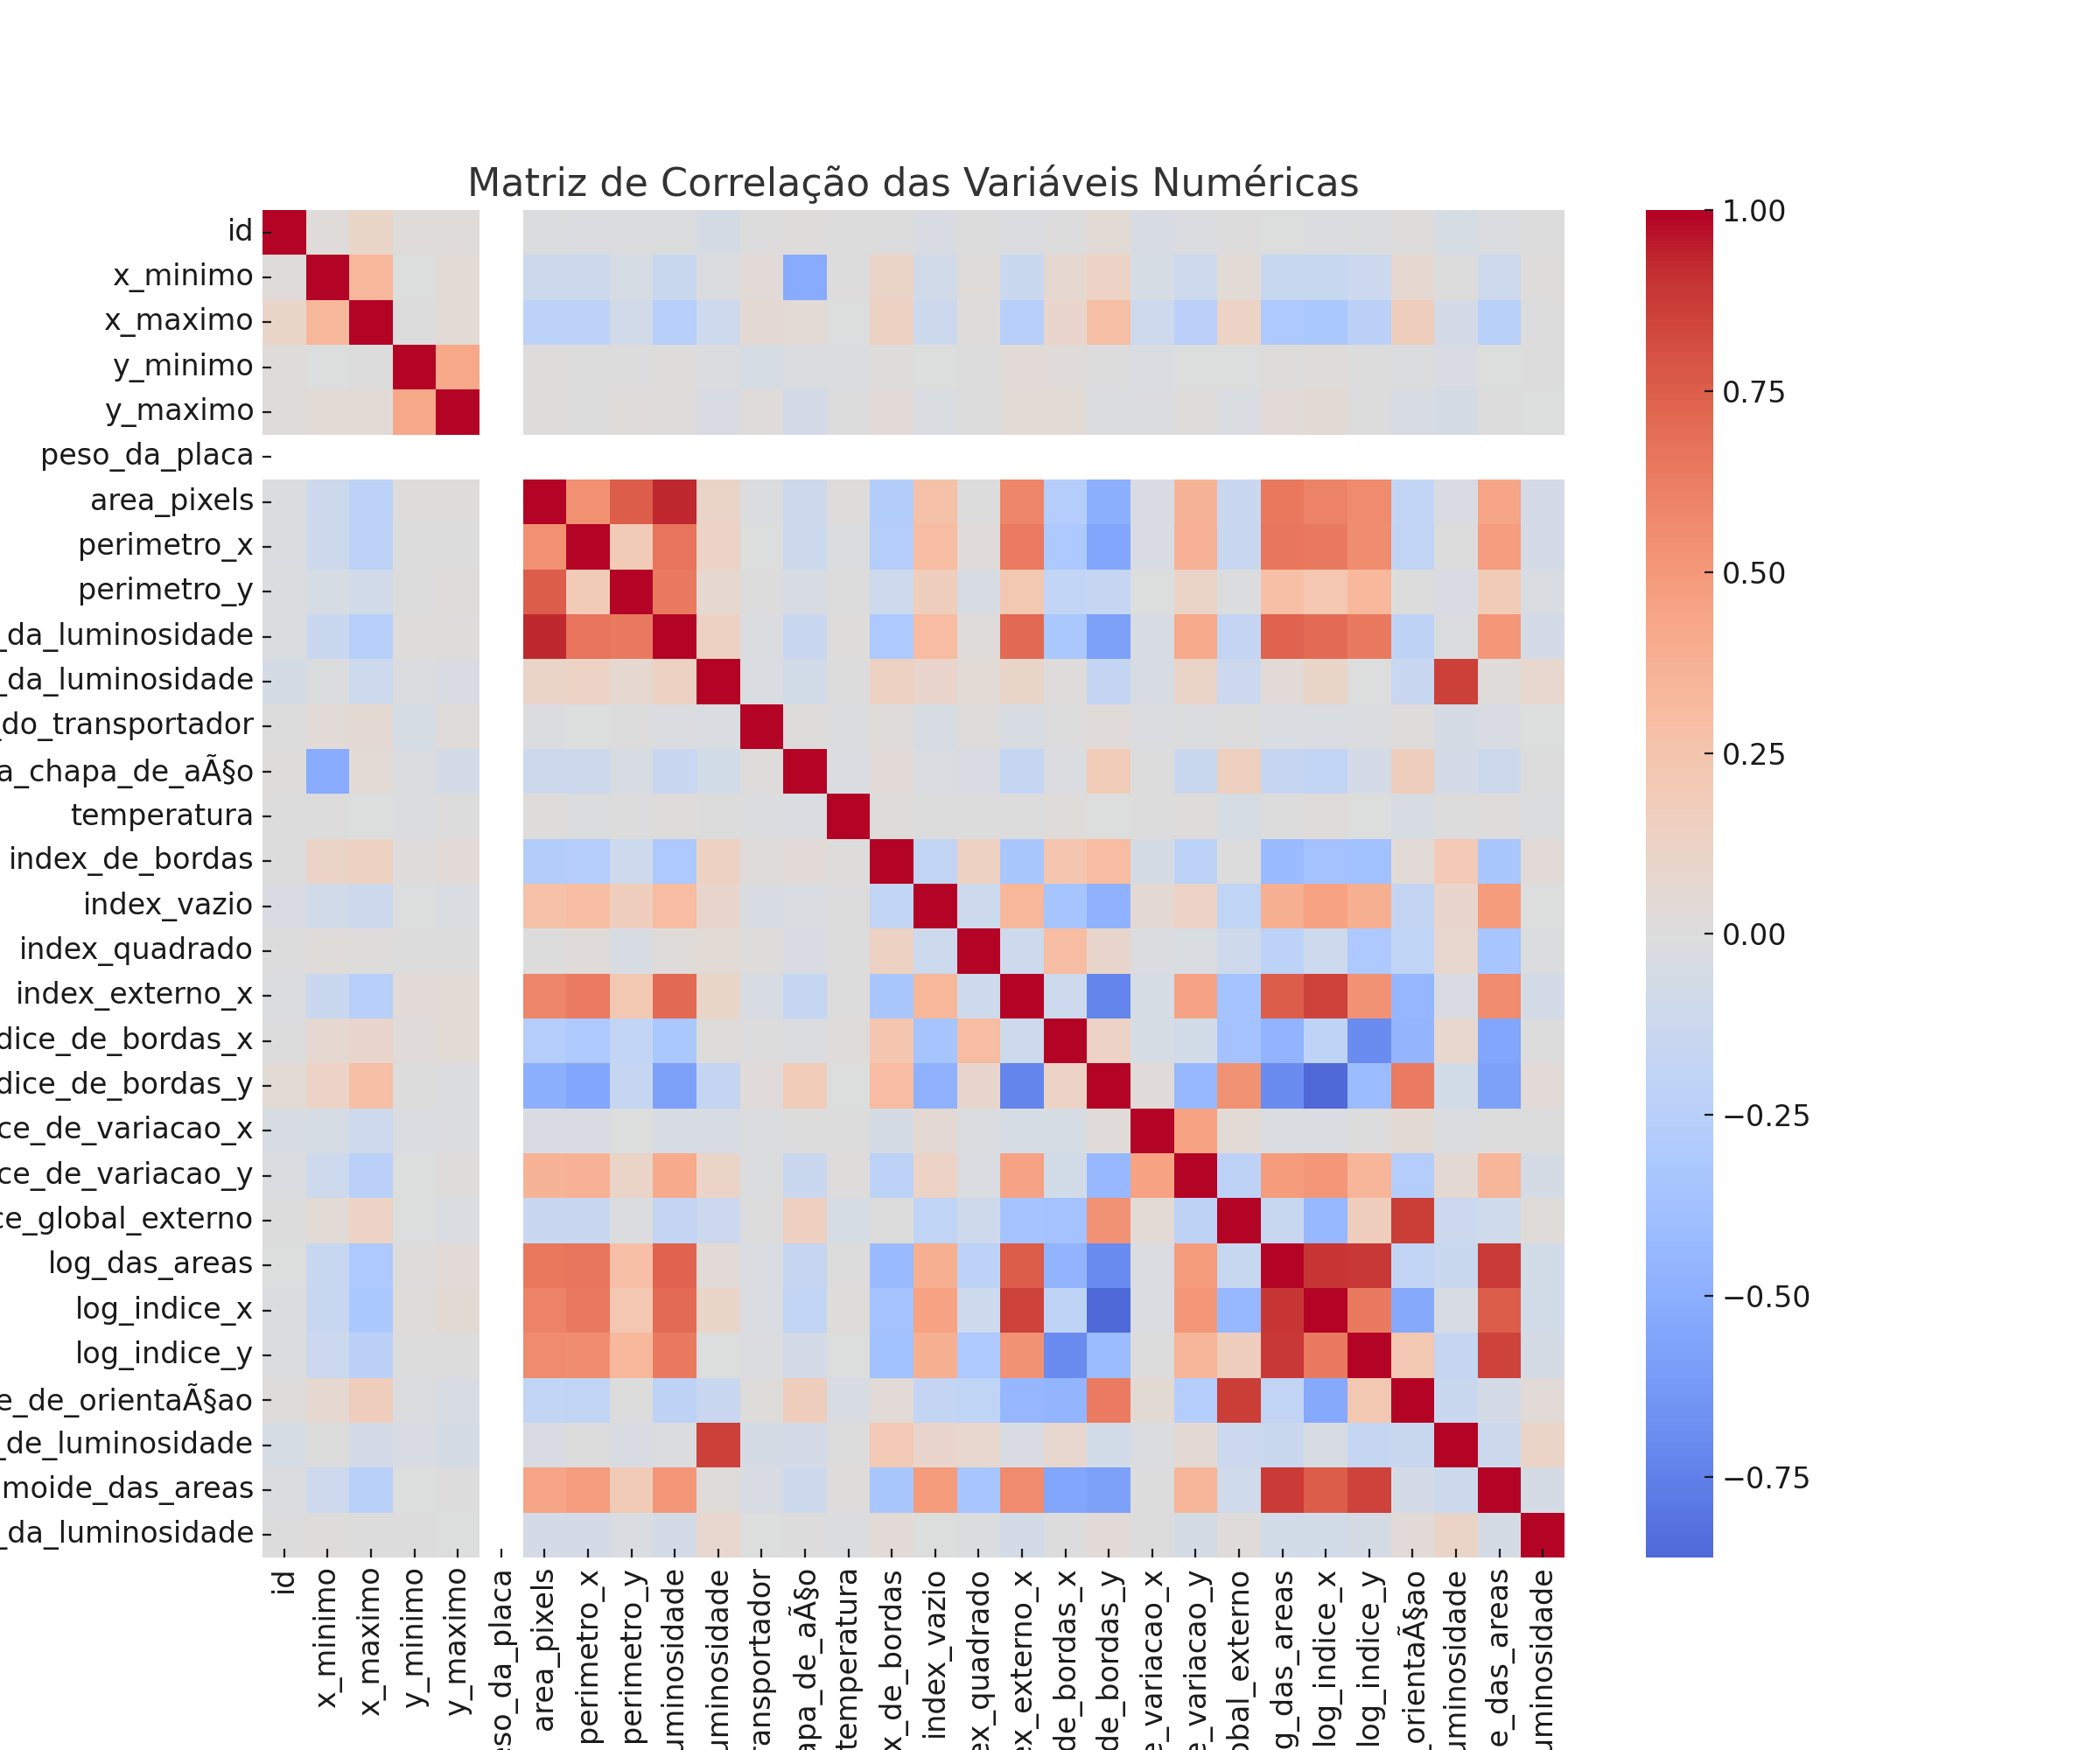 Matriz de Correlação das Variáveis Numéricas
id
x_minimo
x_maximo
y_minimo
y_maximo
peso_da_placa
area_pixels
perimetro_x
perimetro_y
_da_luminosidade
_da_luminosidade
do_transportador
a_chapa_de_aÃ§o
temperatura
index_de_bordas
index_vazio
index_quadrado
index_externo_x
dice_de_bordas_x
dice_de_bordas_y
ce_de_variacao_x
ce_de_variacao_y
ce_global_externo
log_das_areas
log_indice_x
log_indice_y
e_de_orientaÃ§ao
_de_luminosidade
moide_das_areas
_da_luminosidade
1.00
0.75
0.50
0.25
0.00
−0.25
−0.50
−0.75
id
x_minimo
x_maximo
y_minimo
y_maximo
eso_da_placa
area_pixels
perimetro_x
perimetro_y
uminosidade
uminosidade
ransportador
apa_de_aÃ§o
temperatura
x_de_bordas
index_vazio
ex_quadrado
ex_externo_x
de_bordas_x
de_bordas_y
e_variacao_x
e_variacao_y
obal_externo
g_das_areas
log_indice_x
log_indice_y
_orientaÃ§ao
uminosidade
e_das_areas
uminosidade